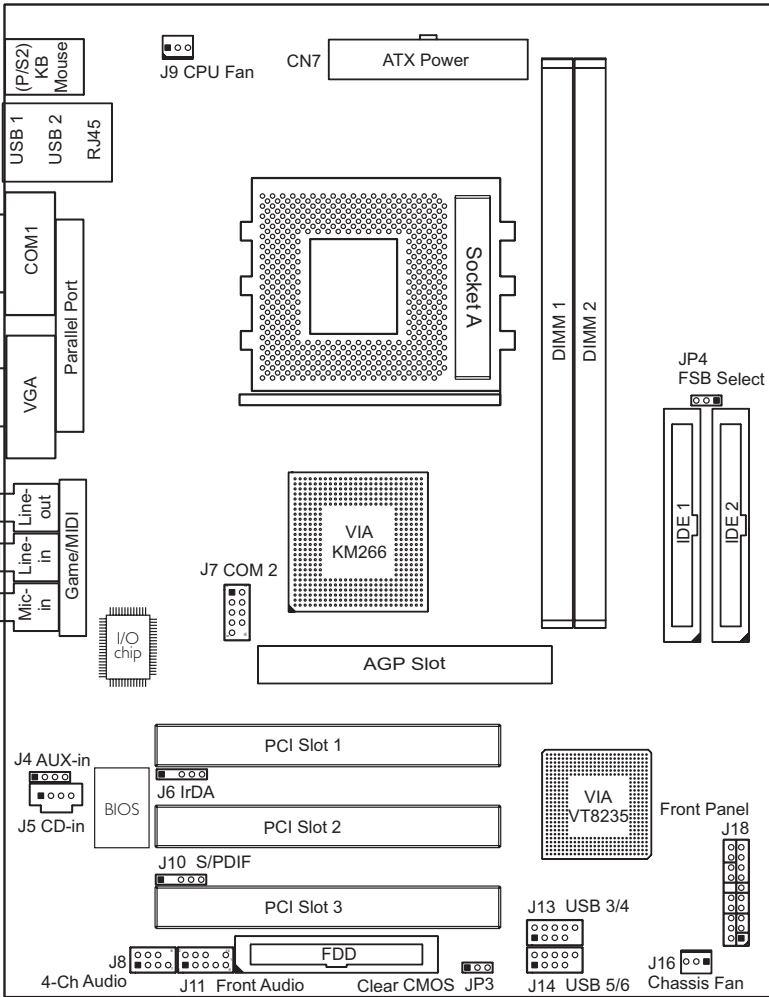 J9 CPU Fan
CN7
ATX Power
(P/S2)
KB
Mouse
USB 1
USB 2
RJ45
COM1
Parallel Port
VGA
Socket A
DIMM 1
DIMM 2
JP4
FSB Select
IDE 1
IDE 2
Line-
out
Line-
in
Mic-
in
Game/MIDI
VIA
KM266
J7 COM 2
I/O
chip
AGP Slot
PCI Slot 1
J4 AUX-in
J6 IrDA
J5 CD-in
BIOS
PCI Slot 2
VIA
VT8235
Front Panel
J18
J10 S/PDIF
PCI Slot 3
J13 USB 3/4
J8
4-Ch Audio
J11 Front Audio
FDD
Clear CMOS
JP3
J14 USB 5/6
J16
Chassis Fan